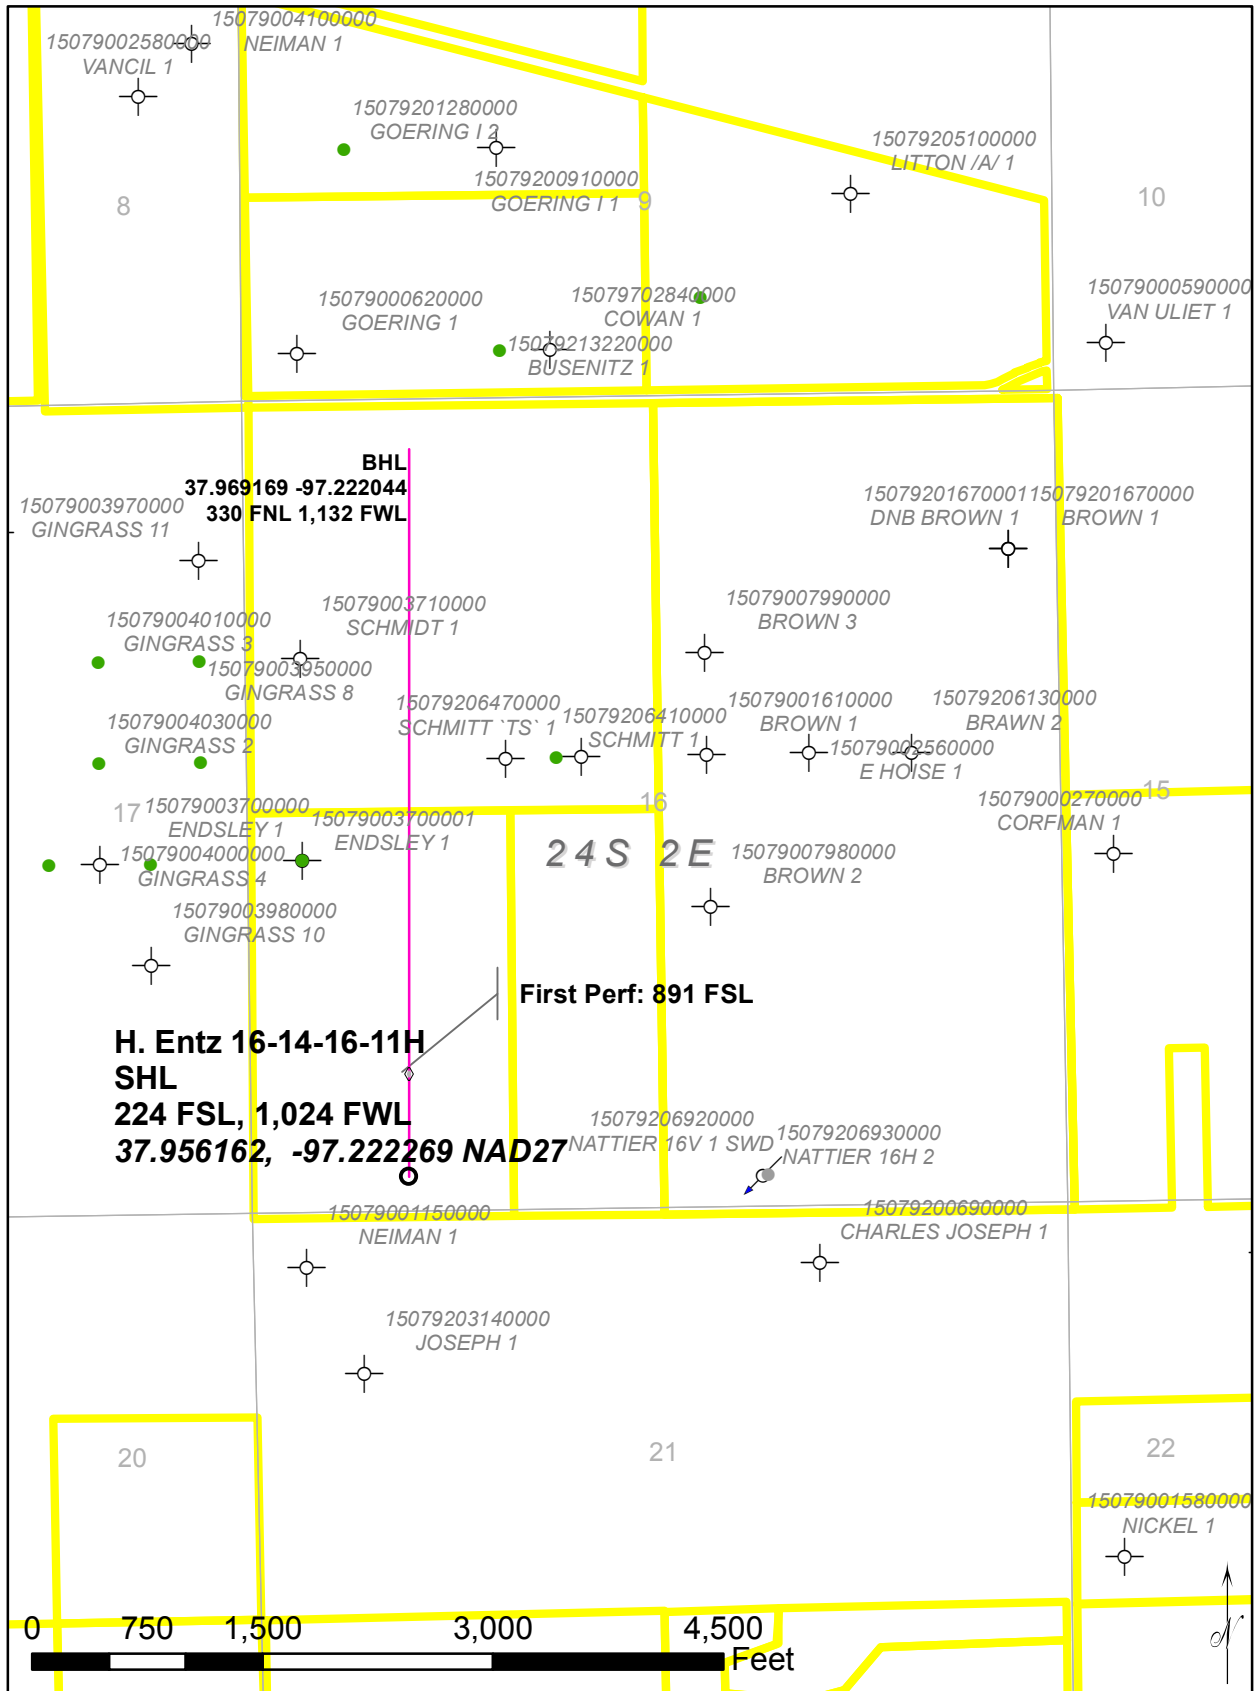 15079004100000
NEIMAN 1
15079002580000
VANCIL 1
15079201280000
GOERING I 2
15079205100000
LITTON /A/ 1
15079200910000
GOERING I 1
8
9
10
15079000620000
GOERING 1
15079702840000
COWAN 1
15079000590000
VAN ULIET 1
15079213220000
BUSENITZ 1
BHL
37.969169 -97.222044
330 FNL 1,132 FWL
15079003970000
GINGRASS 11
15079201670001
DNB BROWN 1
15079201670000
BROWN 1
15079003710000
SCHMIDT 1
15079007990000
BROWN 3
15079004010000
GINGRASS 3
15079003950000
GINGRASS 8
15079206470000
SCHMITT `TS` 1
15079206410000
SCHMITT 1
15079001610000
BROWN 1
15079206130000
BRAWN 2
15079004030000
GINGRASS 2
15079002560000
E HOISE 1
15079000270000
CORFMAN 1
17
16
15
15079003700000
ENDSLEY 1
15079003700001
ENDSLEY 1
15079004000000
GINGRASS 4
24S 2E
15079007980000
BROWN 2
15079003980000
GINGRASS 10
First Perf: 891 FSL
H. Entz 16-14-16-11H
SHL
224 FSL, 1,024 FWL
37.956162, -97.222269 NAD27
15079206920000
NATTIER 16V 1 SWD
15079206930000
NATTIER 16H 2
15079001150000
NEIMAN 1
15079200690000
CHARLES JOSEPH 1
15079203140000
JOSEPH 1
20
21
22
15079001580000
NICKEL 1
0 750 1,500 3,000 4,500
Feet
N